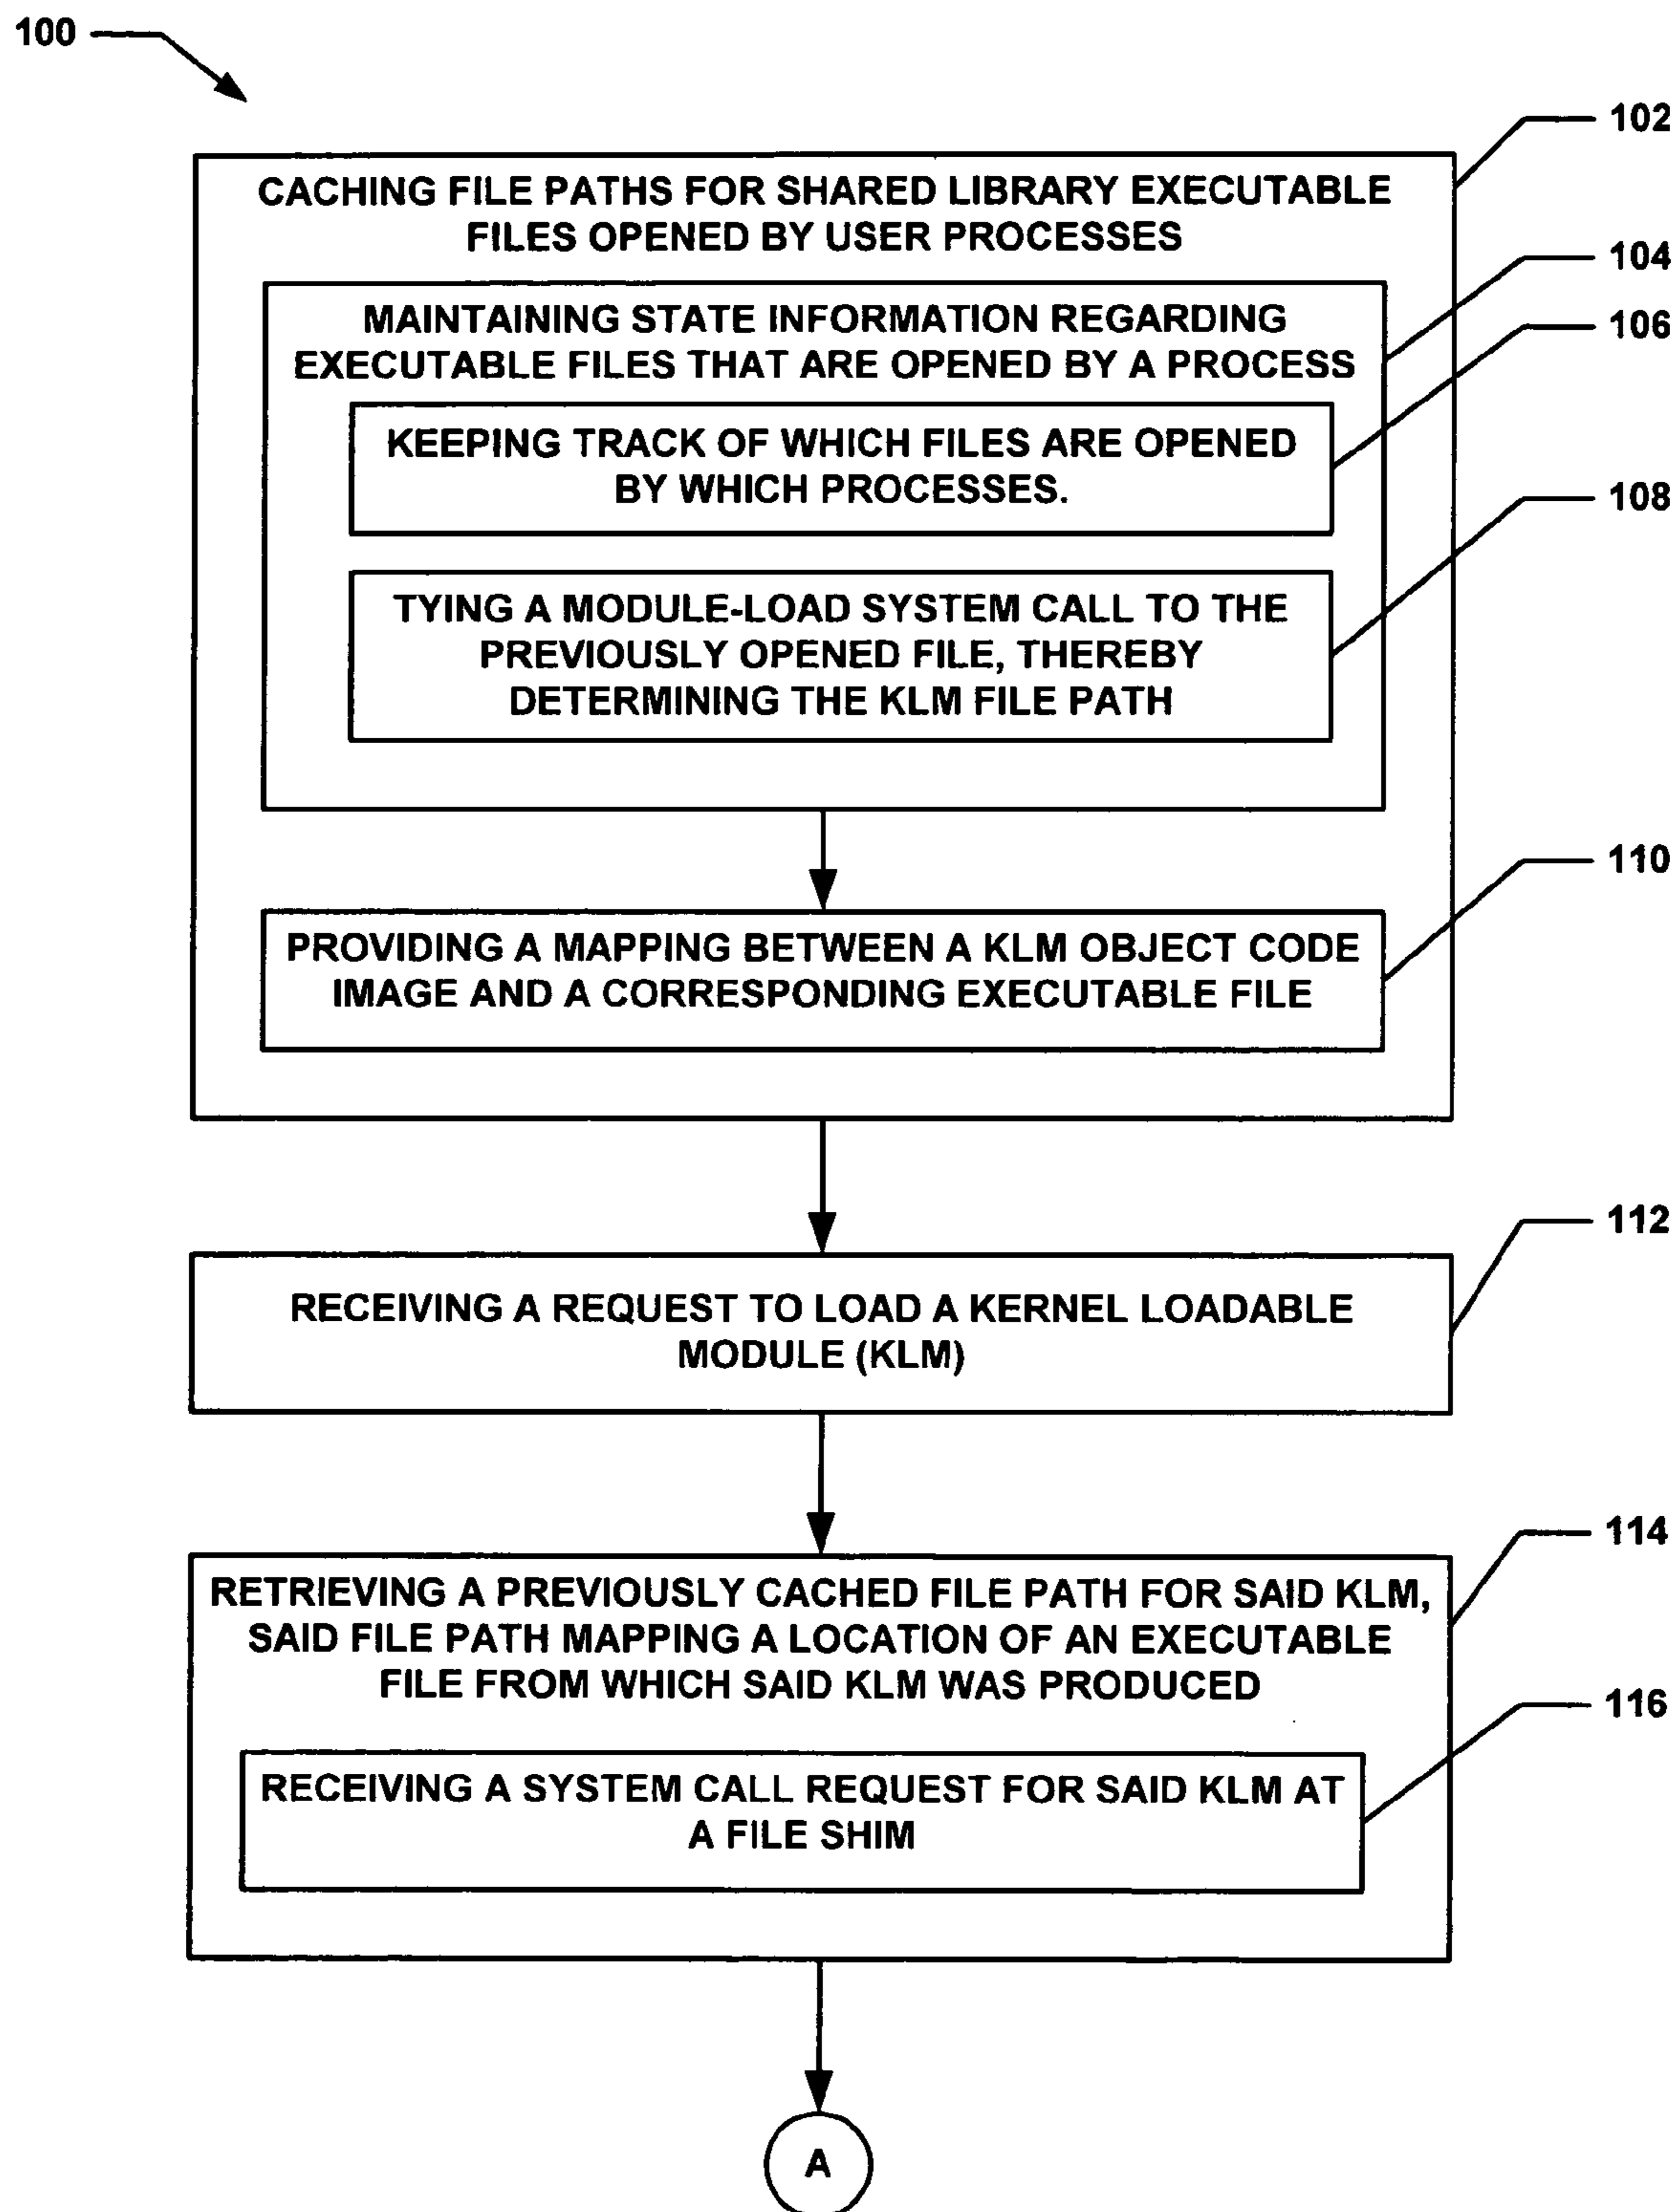 100
102
CACHING FILE PATHS FOR SHARED LIBRARY EXECUTABLE
FILES OPENED BY USER PROCESSES
104
MAINTAINING STATE INFORMATION REGARDING
EXECUTABLE FILES THAT ARE OPENED BY A PROCESS
106
KEEPING TRACK OF WHICH FILES ARE OPENED
BY WHICH PROCESSES.
108
TYING A MODULE-LOAD SYSTEM CALL TO THE
PREVIOUSLY OPENED FILE, THEREBY
DETERMINING THE KLM FILE PATH
110
PROVIDING A MAPPING BETWEEN A KLM OBJECT CODE
IMAGE AND A CORRESPONDING EXECUTABLE FILE
112
RECEIVING A REQUEST TO LOAD A KERNEL LOADABLE
MODULE (KLM)
114
RETRIEVING A PREVIOUSLY CACHED FILE PATH FOR SAID KLM,
SAID FILE PATH MAPPING A LOCATION OF AN EXECUTABLE
FILE FROM WHICH SAID KLM WAS PRODUCED
116
RECEIVING A SYSTEM CALL REQUEST FOR SAID KLM AT
A FILE SHIM
A